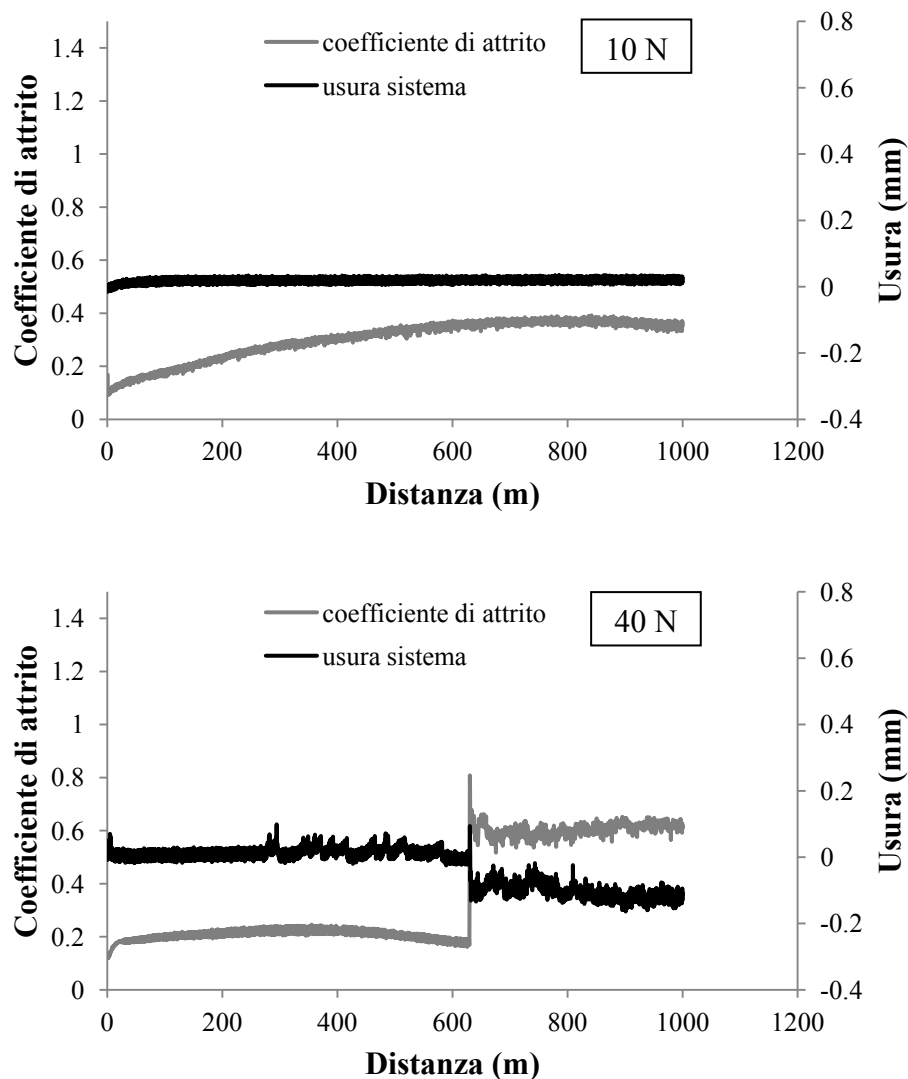 coefficiente di attrito
usura sistema
10 N
Coefficiente di attrito
1.4
1.2
1
0.8
0.6
0.4
0.2
0
0.8
0.6
0.4
0.2
0
-0.2
-0.4
Usura (mm)
0 200 400 600 800 1000 1200
Distanza (m)
coefficiente di attrito
usura sistema
40 N
Coefficiente di attrito
1.4
1.2
1
0.8
0.6
0.4
0.2
0
0.8
0.6
0.4
0.2
0
-0.2
-0.4
Usura (mm)
0 200 400 600 800 1000 1200
Distanza (m)